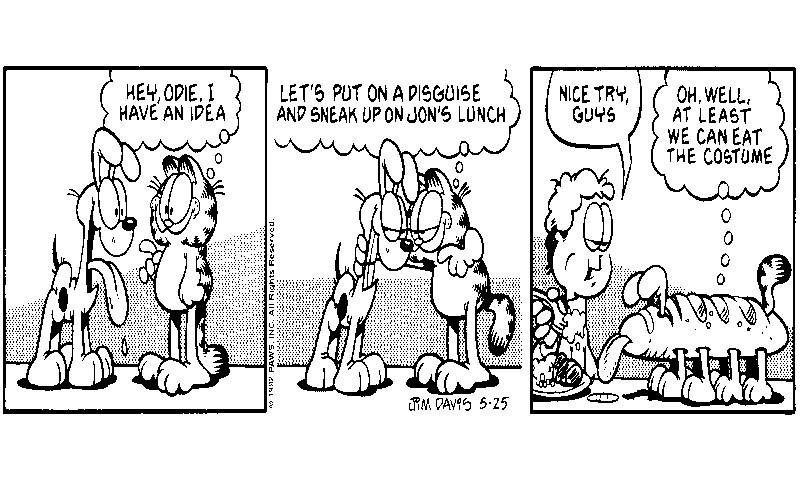 HEY, ODIE, I
HAVE AN IDEA
LET'S PUT ON A DISGUISE
AND SNEAK UP ON JON'S LUNCH
NICE TRY,
GUYS
OH, WELL,
AT LEAST
WE CAN EAT
THE COSTUME
PAWS, INC. All Rights Reserved.
JIM DAVIS 5-25